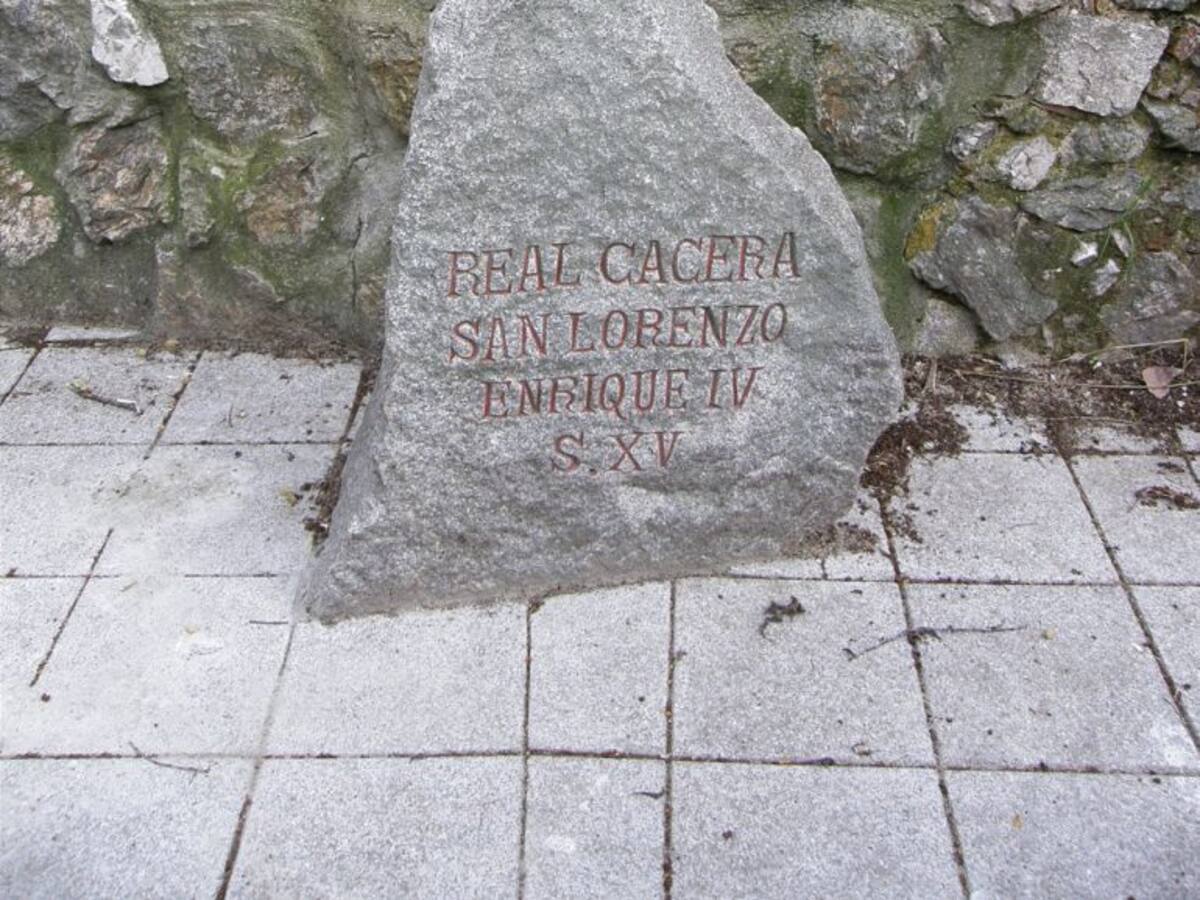 REAL CACERA
SAN LORENZO
ENRIQUE IV
S. XV